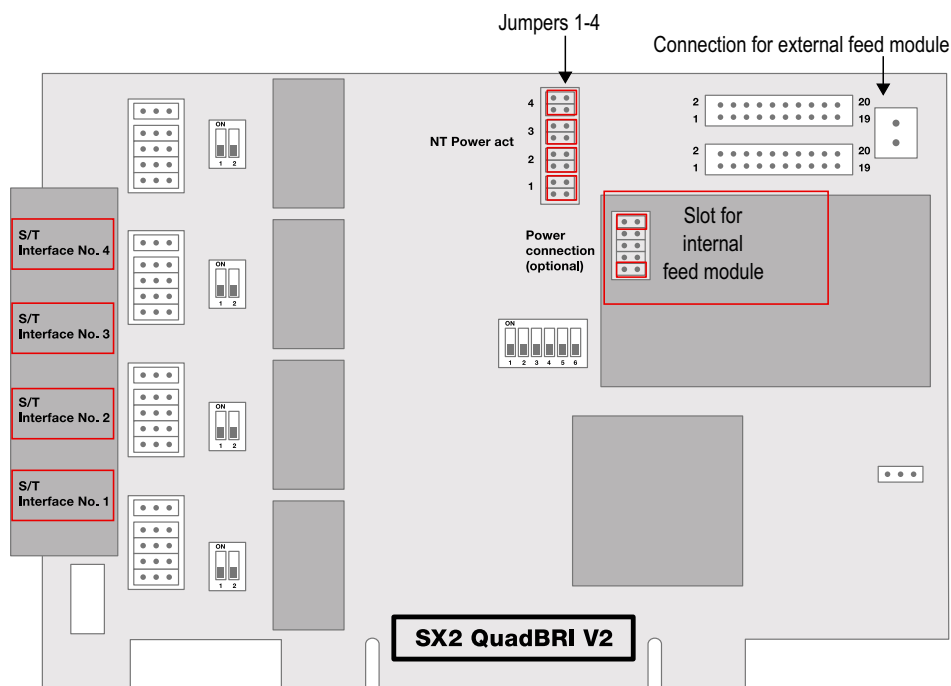 Jumpers 1-4
Connection for external feed module
ON
1 2
4
3
2
1
NT Power act
2
1
20
19
2
1
20
19
S/T
Interface No. 4
ON
1 2
Power
connection
(optional)
Slot for
internal
feed module
S/T
Interface No. 3
ON
1 2 3 4 5 6
S/T
Interface No. 2
ON
1 2
S/T
Interface No. 1
ON
1 2
SX2 QuadBRI V2